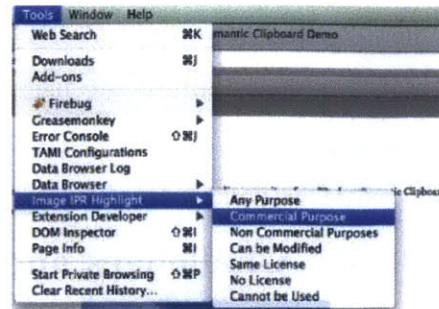 Tools Window Help
Web Search ⌘K
mantic Clipboard Demo
Downloads ⌘J
Add-ons
Firebug
Greasemonkey
Error Console ⇧⌘J
TAMI Configurations
Data Browser Log
Data Browser
Image IPR Highlight
Extension Developer
DOM Inspector ⇧⌘I
Page Info ⌘I
Start Private Browsing ⇧⌘P
Clear Recent History...
Any Purpose
Commercial Purpose
Non Commercial Purposes
Can be Modified
Same License
No License
Cannot be Used